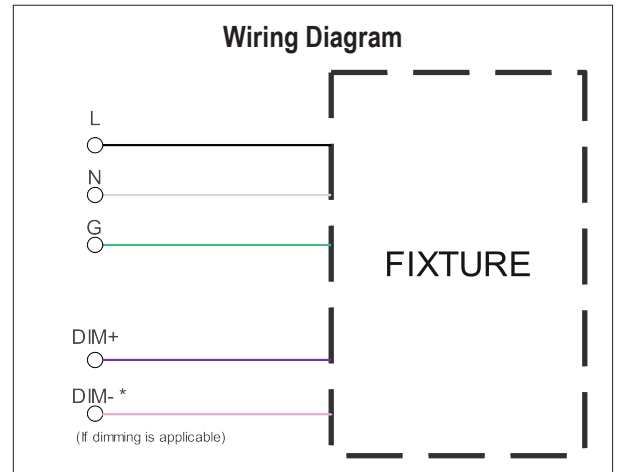 Wiring Diagram
L
N
G
FIXTURE
DIM+
DIM- *
(If dimming is applicable)